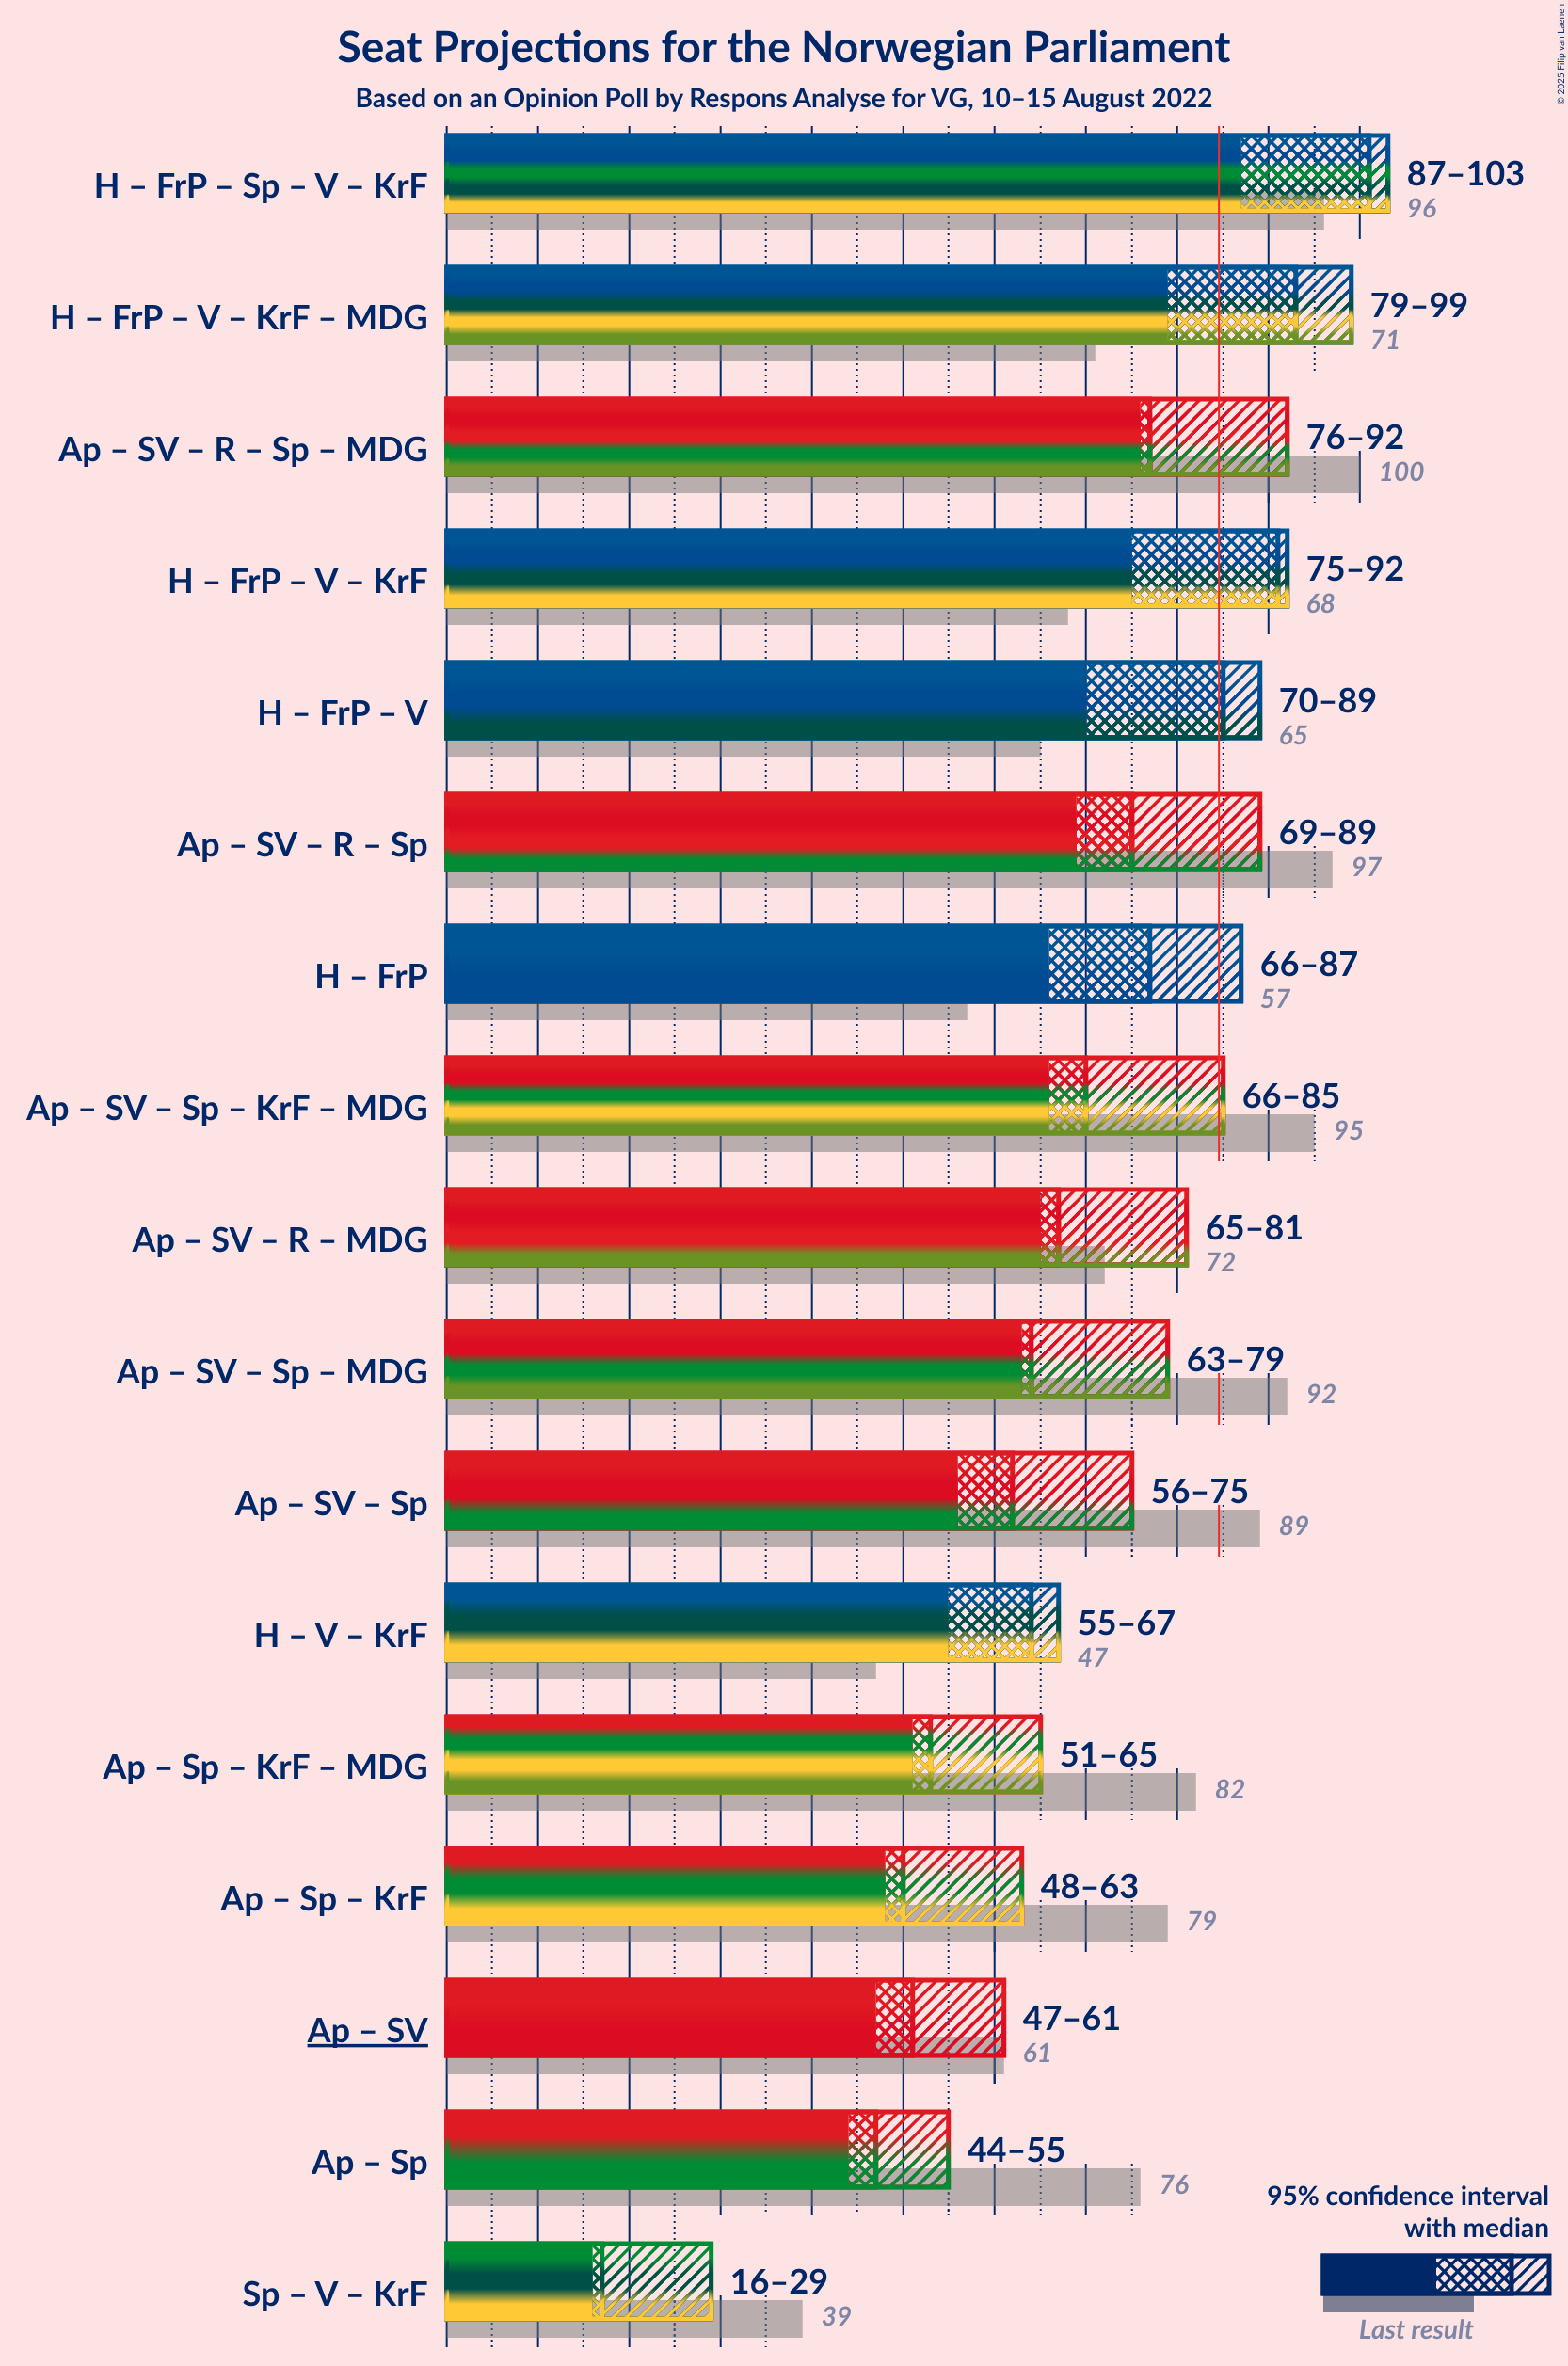 Seat Projections for the Norwegian Parliament
Based on an Opinion Poll by Respons Analyse for VG, 10–15 August 2022
© 2025 Filip van Laenen
H – FrP – Sp – V – KrF
87–103
96
H – FrP – V – KrF – MDG
79–99
71
Ap – SV – R – Sp – MDG
76–92
100
H – FrP – V – KrF
75–92
68
H – FrP – V
70–89
65
Ap – SV – R – Sp
69–89
97
H – FrP
66–87
57
Ap – SV – Sp – KrF – MDG
66–85
95
Ap – SV – R – MDG
65–81
72
Ap – SV – Sp – MDG
63–79
92
Ap – SV – Sp
56–75
89
H – V – KrF
55–67
47
Ap – Sp – KrF – MDG
51–65
82
Ap – Sp – KrF
48–63
79
Ap – SV
47–61
61
Ap – Sp
44–55
76
Sp – V – KrF
16–29
39
95% confidence interval
with median
Last result